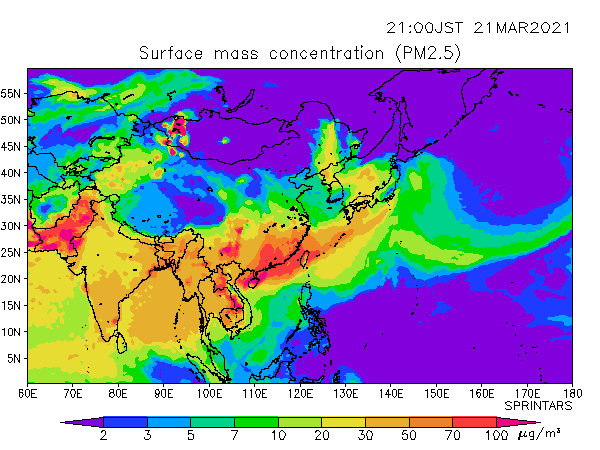 21:00JST 21MAR2021
Surface mass concentration (PM2.5)
55N
50N
45N
40N
35N
30N
25N
20N
15N
10N
5N
60E 70E 80E 90E 100E 110E 120E 130E 140E 150E 160E 170E 180
SPRINTARS
2 3 5 7 10 20 30 50 70 100 μg/m³